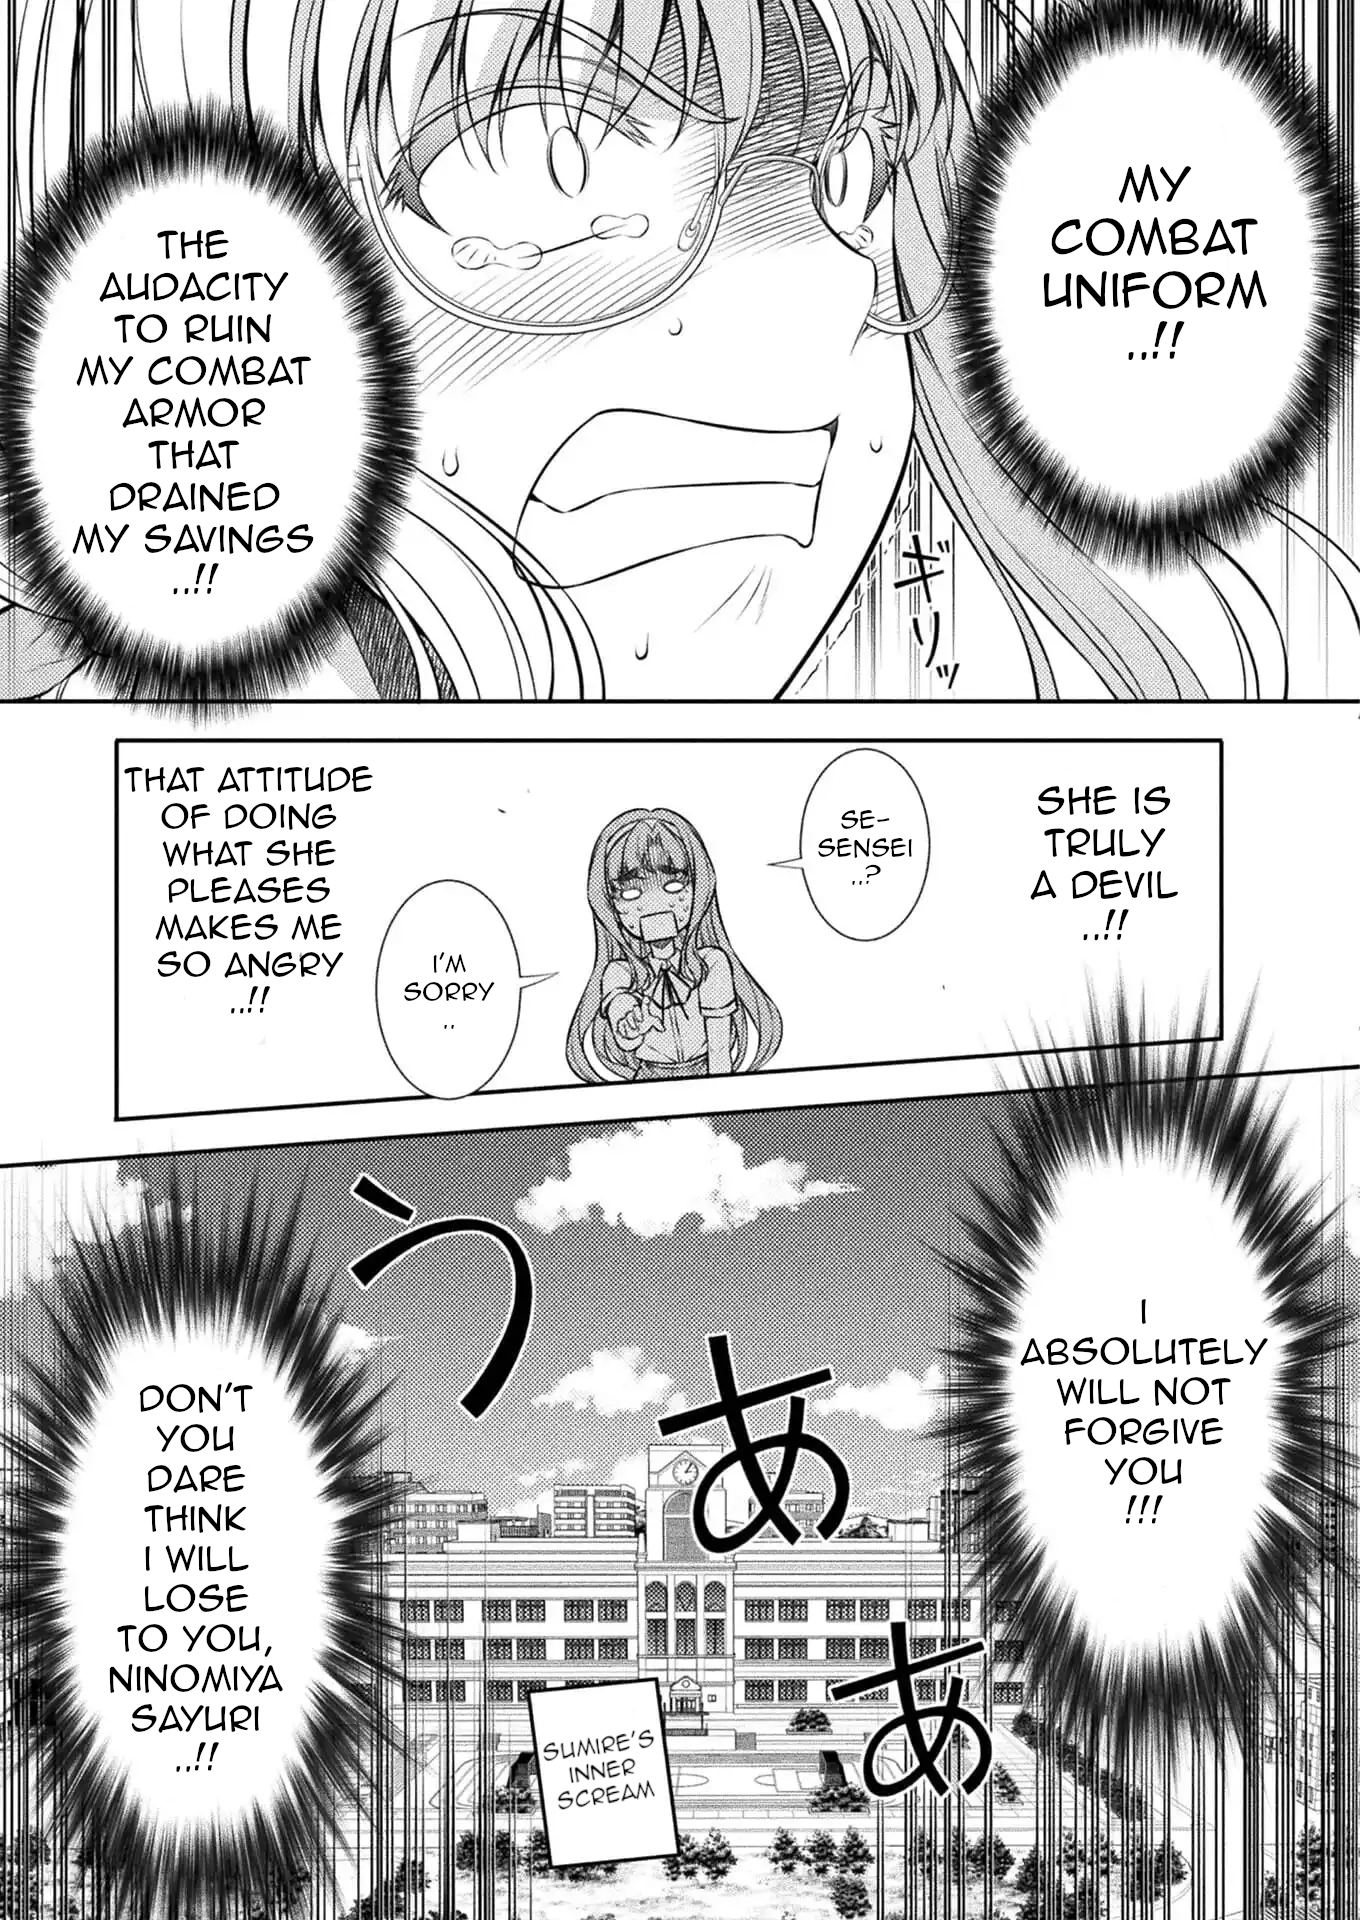 MY
COMBAT
UNIFORM
..!!
THE
AUDACITY
TO RUIN
MY COMBAT
ARMOR
THAT
DRAINED
MY SAVINGS
..!!
ギリッ
SHE IS
TRULY
A DEVIL
..!!
SE-
SENSEI
..?
I'M
SORRY
..
THAT ATTITUDE
OF DOING
WHAT SHE
PLEASES
MAKES ME
SO ANGRY
..!!
I
ABSOLUTELY
WILL NOT
FORGIVE
YOU
!!!
うああ
DON'T
YOU
DARE
THINK
I WILL
LOSE
TO YOU,
NINOMIYA
SAYURI
..!!
SUMIRE'S
INNER
SCREAM